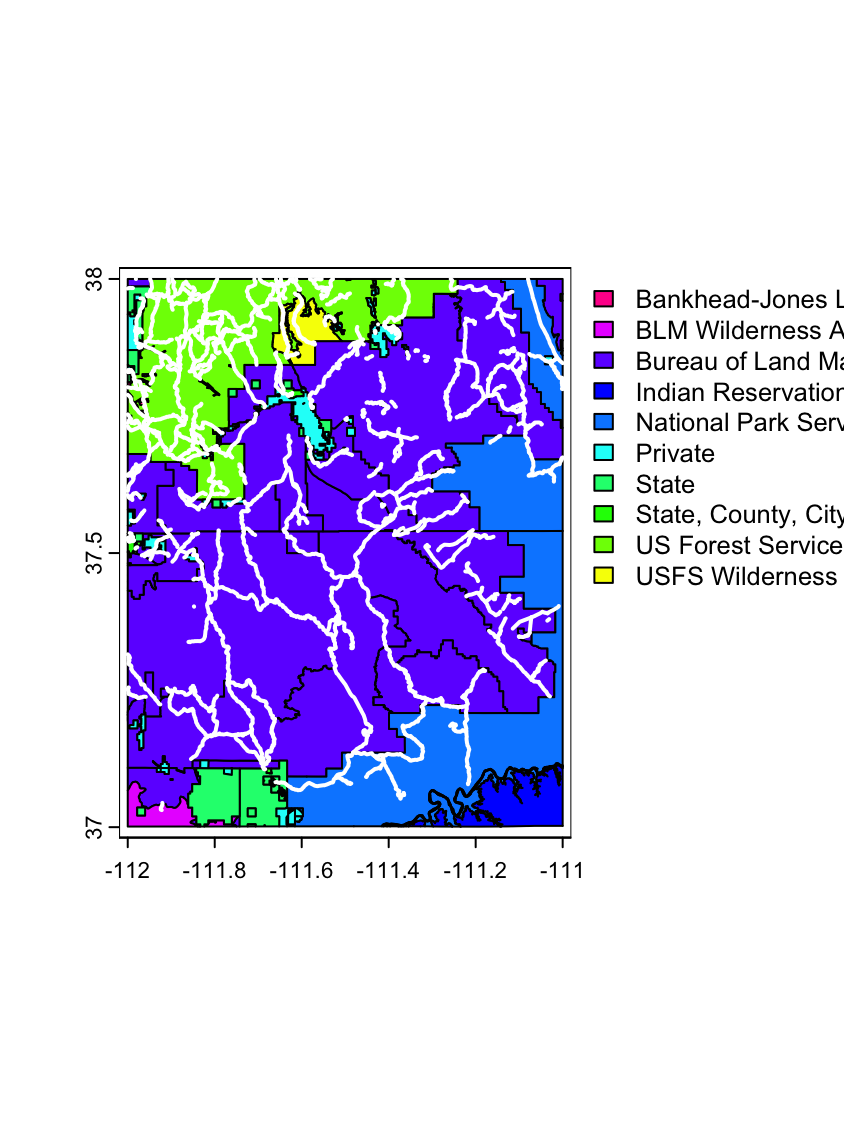 38
37.5
37
-112
-111.8
-111.6
-111.4
-111.2
-111
Bankhead-Jones L
BLM Wilderness A
Bureau of Land Ma
Indian Reservation
National Park Serv
Private
State
State, County, City
US Forest Service
USFS Wilderness